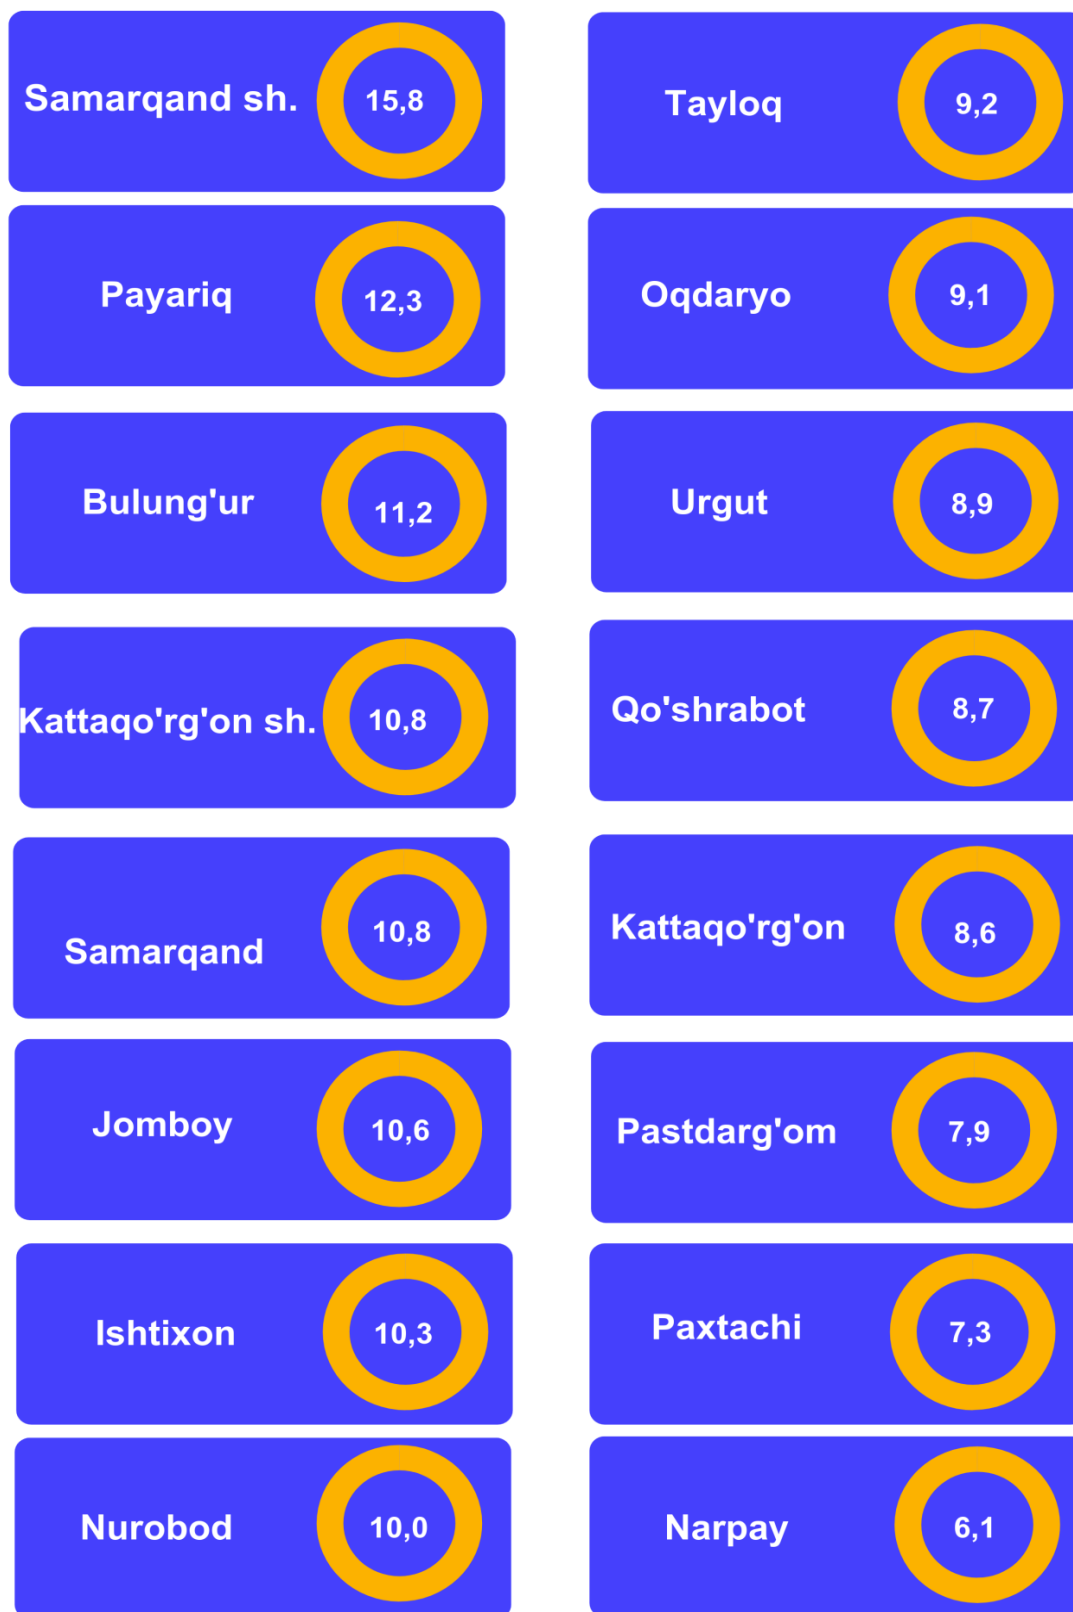 Samarqand sh.
15,8
Payariq
12,3
Bulung'ur
11,2
Kattaqo'rg'on sh.
10,8
Samarqand
10,8
Jomboy
10,6
Ishtixon
10,3
Nurobod
10,0
Tayloq
9,2
Oqdaryo
9,1
Urgut
8,9
Qo'shrabot
8,7
Kattaqo'rg'on
8,6
Pastdarg'om
7,9
Paxtachi
7,3
Narpay
6,1